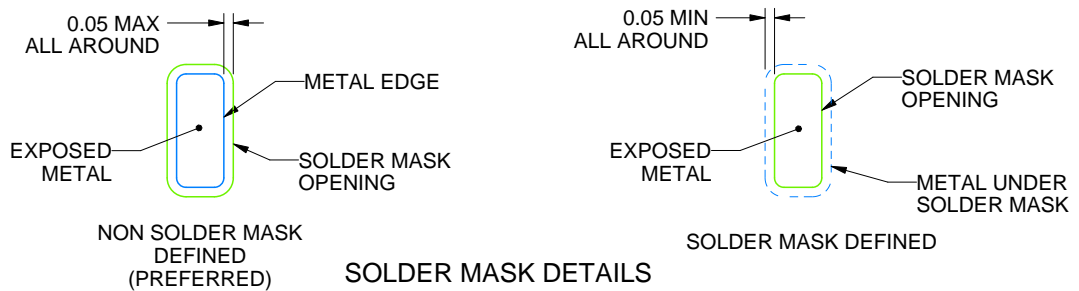 0.05 MAX
ALL AROUND
METAL EDGE
EXPOSED
METAL
SOLDER MASK
OPENING
NON SOLDER MASK
DEFINED
(PREFERRED)
0.05 MIN
ALL AROUND
SOLDER MASK
OPENING
EXPOSED
METAL
METAL UNDER
SOLDER MASK
SOLDER MASK DEFINED
SOLDER MASK DETAILS